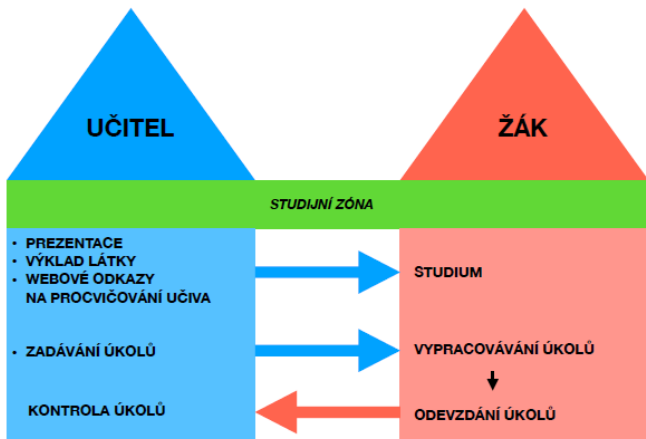 UČITEL
ŽÁK
STUDIJNÍ ZÓNA
• PREZENTACE
• VÝKLAD LÁTKY
• WEBOVÉ ODKAZY
NA PROCVIČOVÁNÍ UČIVA
STUDIUM
• ZADÁVÁNÍ ÚKOLŮ
VYPRACOVÁVÁNÍ ÚKOLŮ
KONTROLA ÚKOLŮ
ODEVZDÁNÍ ÚKOLŮ